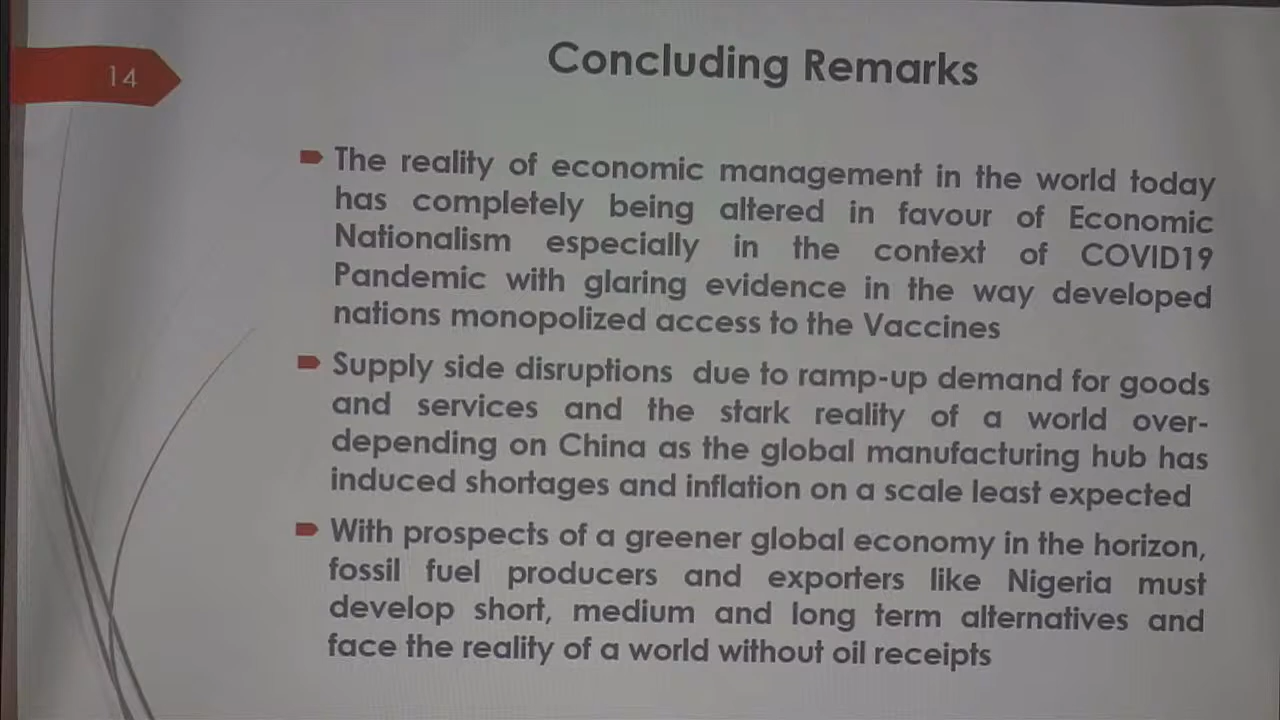 14
Concluding Remarks
The reality of economic management in the world today
has completely being altered in favour of Economic
Nationalism especially in the context of COVID19
Pandemic with glaring evidence in the way developed
nations monopolized access to the Vaccines
Supply side disruptions due to ramp-up demand for goods
and services and the stark reality of a world over-
depending on China as the global manufacturing hub has
induced shortages and inflation on a scale least expected
With prospects of a greener global economy in the horizon,
fossil fuel producers and exporters like Nigeria must
develop short, medium and long term alternatives and
face the reality of a world without oil receipts